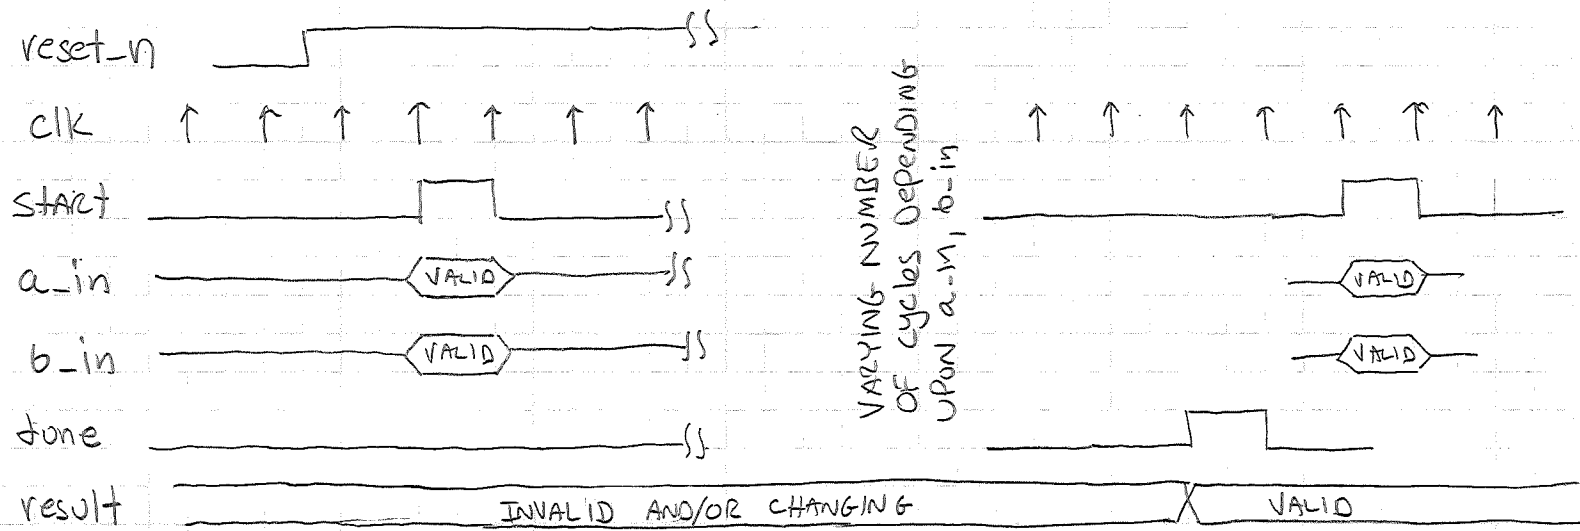 reset_n
clk
start
a_in
VALID
VALID
b_in
VALID
VALID
done
result
INVALID AND/OR CHANGING
VALID
VARYING NUMBER
OF CYCLES DEPENDING
UPON a_in, b_in